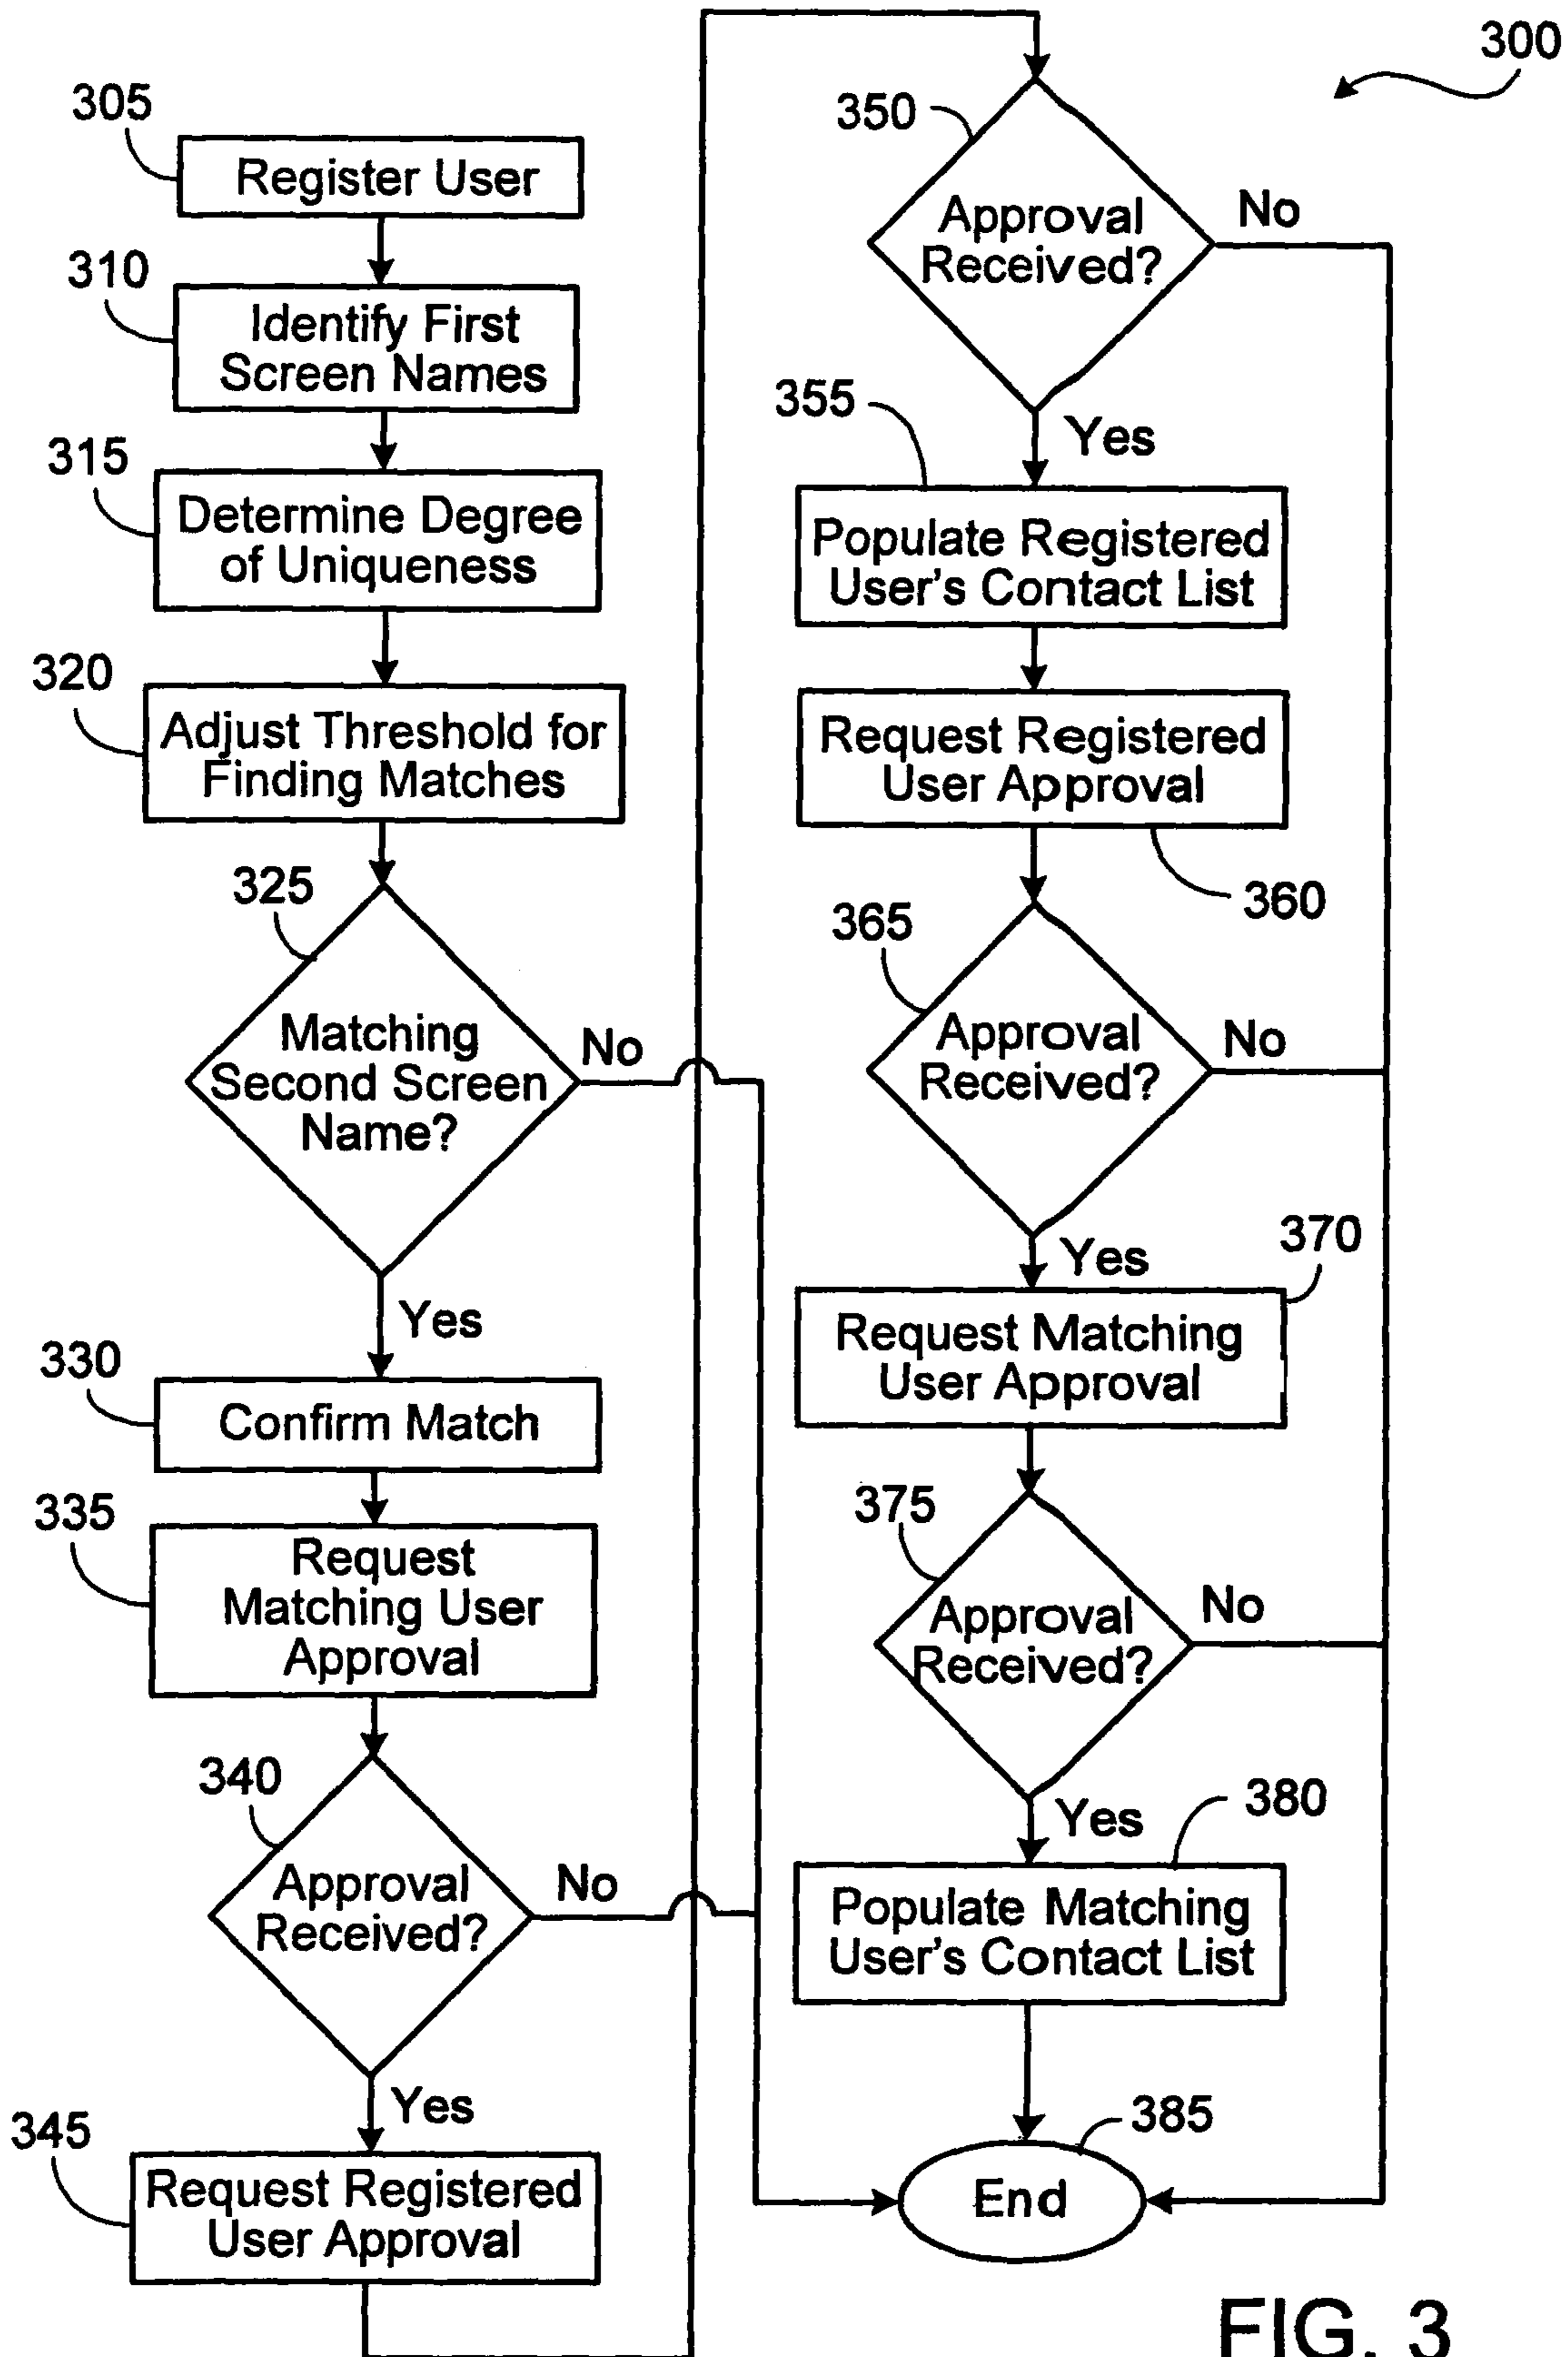 300
305
Register User
310
Identify First
Screen Names
315
Determine Degree
of Uniqueness
320
Adjust Threshold for
Finding Matches
325
Matching
Second Screen
Name?
No
Yes
330
Confirm Match
335
Request
Matching User
Approval
340
Approval
Received?
No
Yes
345
Request Registered
User Approval
350
Approval
Received?
No
Yes
355
Populate Registered
User's Contact List
Request Registered
User Approval
360
365
Approval
Received?
No
Yes
370
Request Matching
User Approval
375
Approval
Received?
No
Yes
380
Populate Matching
User's Contact List
385
End
FIG. 3